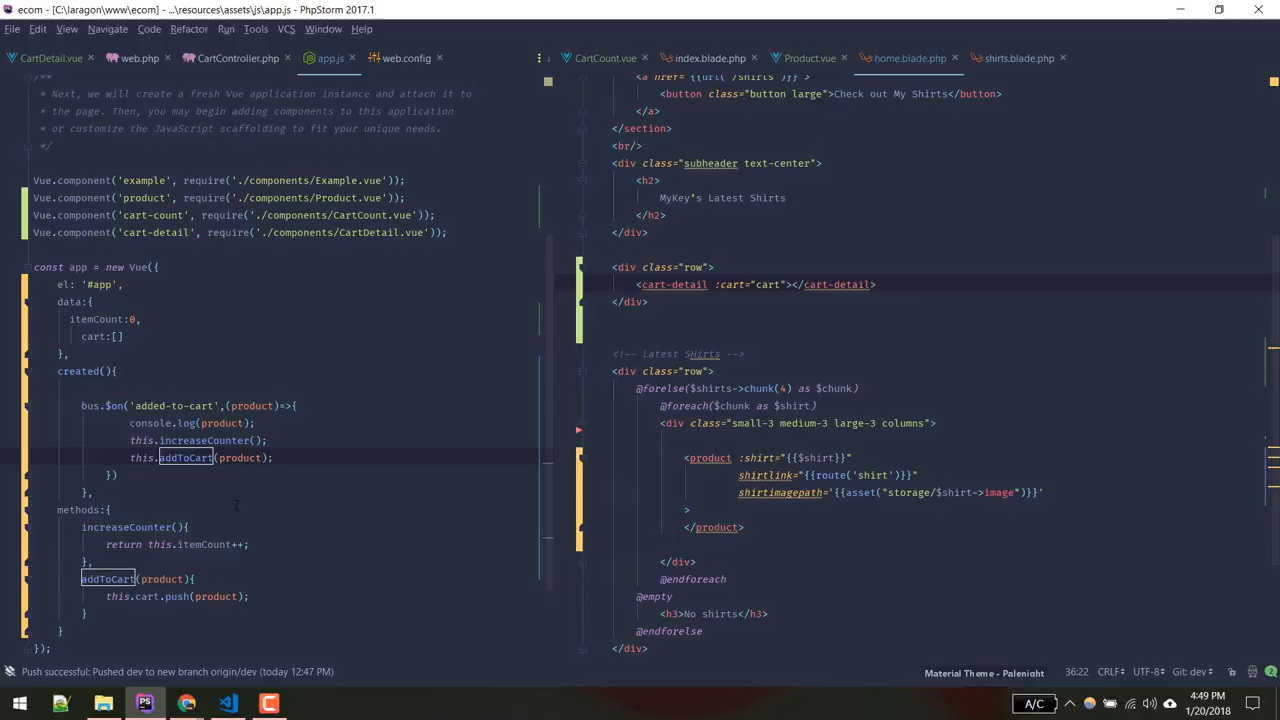 ecom - [C:\laragon\www\ecom] - ...\resources\assets\js\app.js - PhpStorm 2017.1
File Edit View Navigate Code Refactor Run Tools VCS Window Help
CartDetail.vue web.php CartController.php app.js web.config
CartCount.vue index.blade.php Product.vue home.blade.php shirts.blade.php
/**
* Next, we will create a fresh Vue application instance and attach it to
* the page. Then, you may begin adding components to this application
* or customize the JavaScript scaffolding to fit your unique needs.
*/
Vue.component('example', require('./components/Example.vue'));
Vue.component('product', require('./components/Product.vue'));
Vue.component('cart-count', require('./components/CartCount.vue'));
Vue.component('cart-detail', require('./components/CartDetail.vue'));
const app = new Vue({
el: '#app',
data:{
itemCount:0,
cart:[]
},
created(){
bus.$on('added-to-cart',(product)=>{
console.log(product);
this.increaseCounter();
this.addToCart(product);
})
},
methods:{
increaseCounter(){
return this.itemCount++;
},
addToCart(product){
this.cart.push(product);
}
}
});
<a href="{{url('/shirts')}}">
<button class="button large">Check out My Shirts</button>
</a>
</section>
<br/>
<div class="subheader text-center">
<h2>
MyKey's Latest Shirts
</h2>
</div>
<div class="row">
<cart-detail :cart="cart"></cart-detail>
</div>
<!-- Latest SHirts -->
<div class="row">
@forelse($shirts->chunk(4) as $chunk)
@foreach($chunk as $shirt)
<div class="small-3 medium-3 large-3 columns">
<product :shirt="{{$shirt}}"
shirtlink="{{route('shirt')}}"
shirtimagepath='{{asset("storage/$shirt->image")}}'
>
</product>
</div>
@endforeach
@empty
<h3>No shirts</h3>
@endforelse
</div>
Push successful: Pushed dev to new branch origin/dev (today 12:47 PM)
Material Theme - Palenight 36:22 CRLF UTF-8 Git: dev 2
PS A/C 4:49 PM
1/20/2018